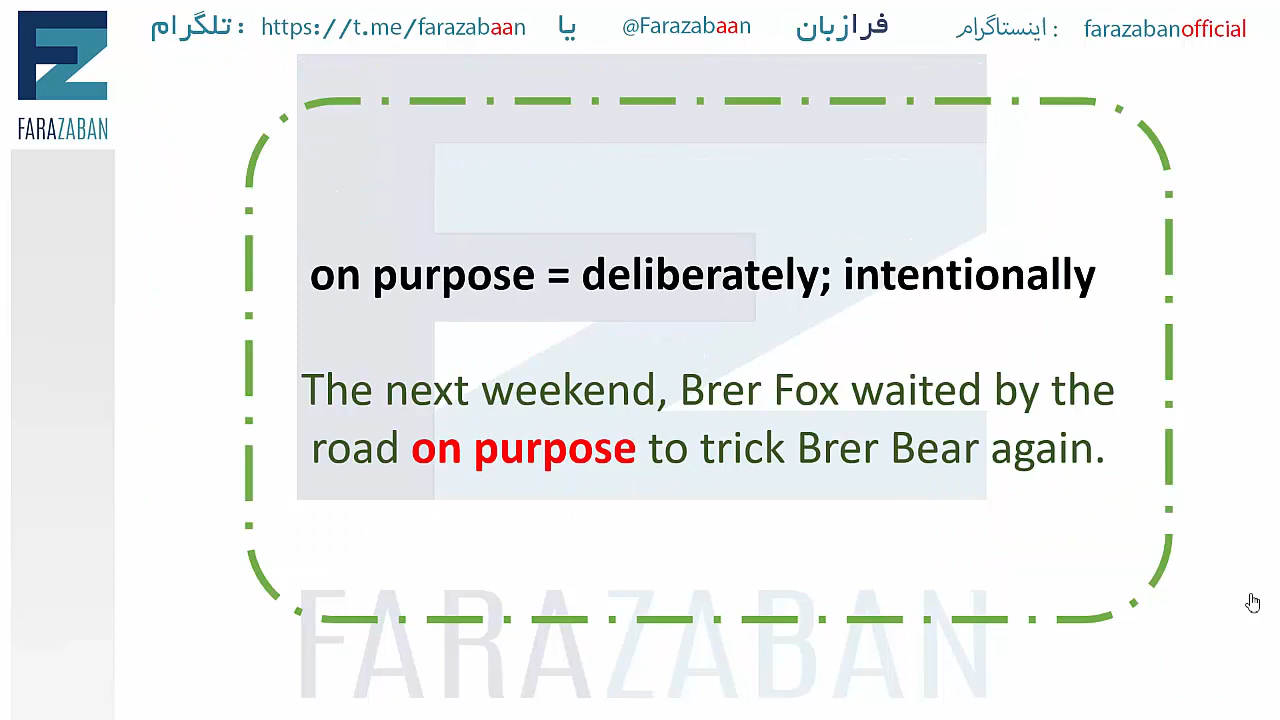 تلگرام : https://t.me/farazabaan یا @Farazabaan فرازبان اینستاگرام : farazabanofficial
FARAZABAN
on purpose = deliberately; intentionally
The next weekend, Brer Fox waited by the
road on purpose to trick Brer Bear again.
FARAZABAN